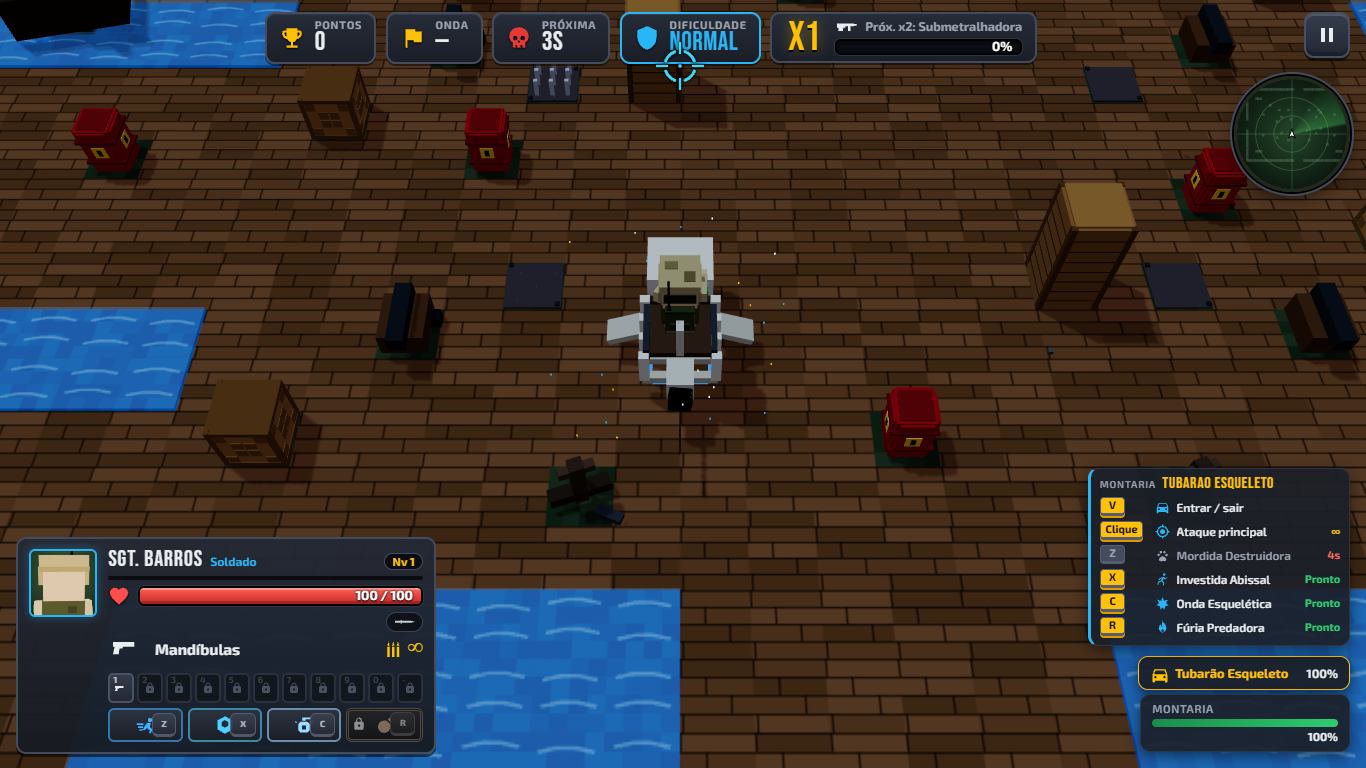 PONTOS
0
ONDA
–
PRÓXIMA
3S
DIFICULDADE
NORMAL
X1
Próx. x2: Submetralhadora
0%
MONTARIA TUBARAO ESQUELETO
V Entrar / sair
Clique Ataque principal ∞
Z Mordida Destruidora 4s
X Investida Abissal Pronto
C Onda Esquelética Pronto
R Fúria Predadora Pronto
Tubarão Esqueleto 100%
MONTARIA
100%
SGT. BARROS Soldado Nv 1
100 / 100
Mandíbulas ∞
1 2 3 4 5 6 7 8 9 0
Z X C R